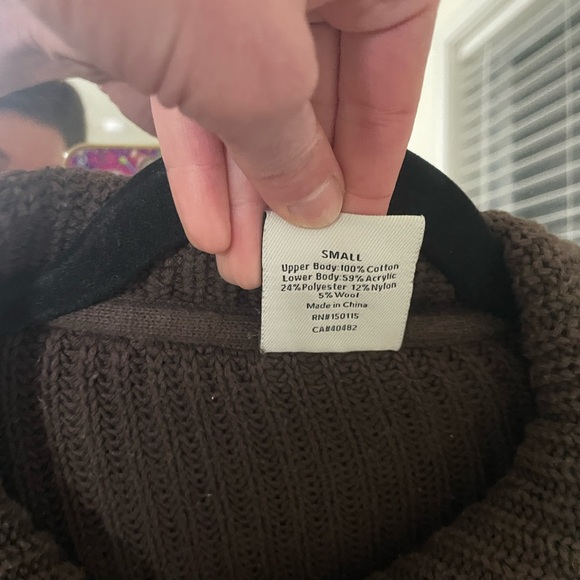 SMALL
Upper Body:100% Cotton
Lower Body:59% Acrylic
24%Polyester 12%Nylon
5%Wool
Made in China
RN#150115
CA#40482